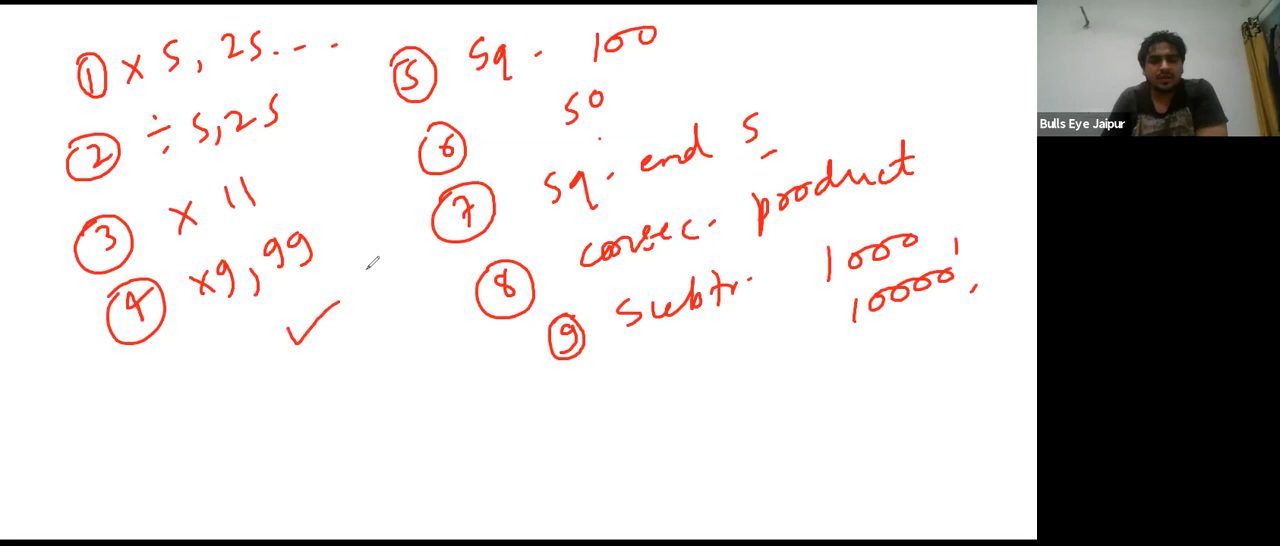 ① × 5, 25...
② ÷ 5, 25
③ × 11
④ × 9, 99
✓
⑤ Sq. 100
⑥ 50
⑦ Sq. end 5
⑧ consec. product
⑨ Subtr. 1000,
10000,
Bulls Eye Jaipur